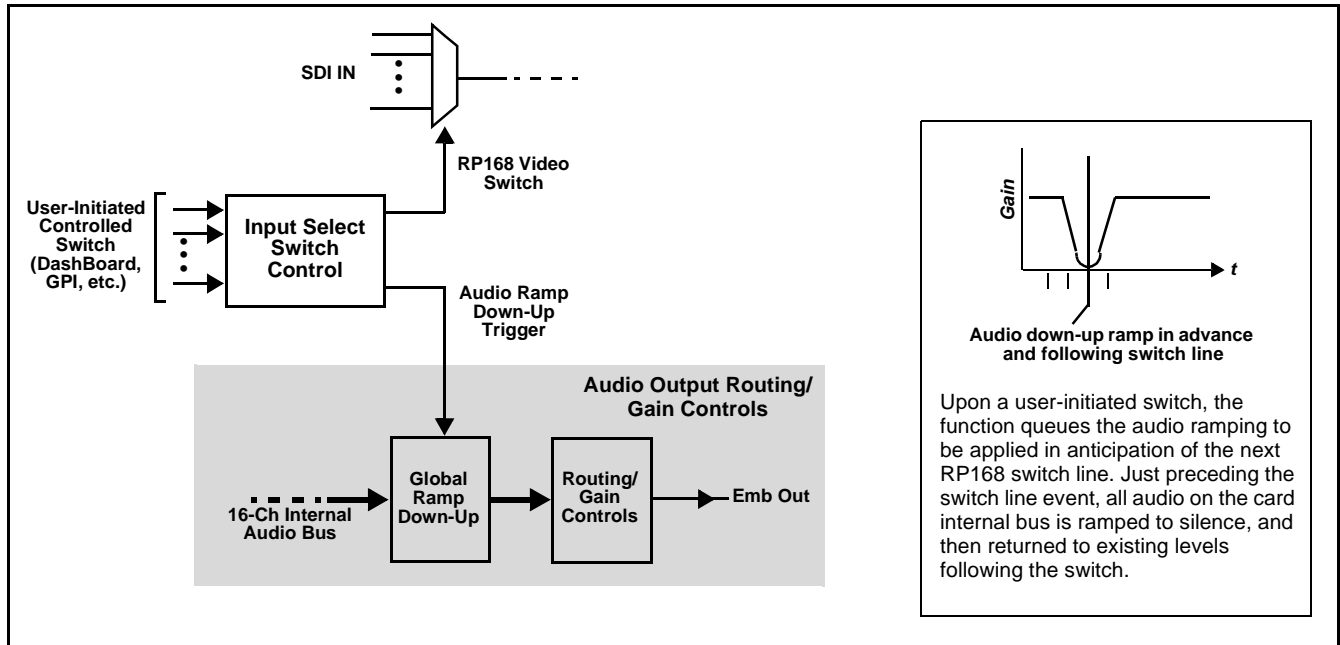 SDI IN
RP168 Video
Switch
User-Initiated
Controlled
Switch
(DashBoard,
GPI, etc.)
Input Select
Switch
Control
Audio Ramp
Down-Up
Trigger
Audio Output Routing/
Gain Controls
16-Ch Internal
Audio Bus
Global
Ramp
Down-Up
Routing/
Gain
Controls
Emb Out
Gain
t
Audio down-up ramp in advance
and following switch line
Upon a user-initiated switch, the
function queues the audio ramping to
be applied in anticipation of the next
RP168 switch line. Just preceding the
switch line event, all audio on the card
internal bus is ramped to silence, and
then returned to existing levels
following the switch.